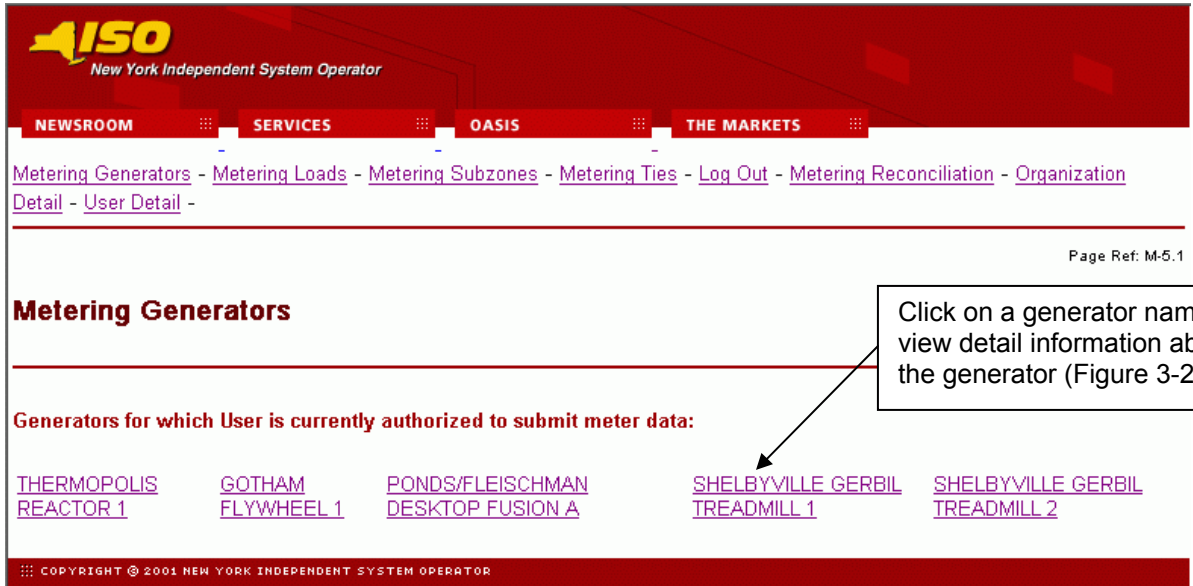 ISO
New York Independent System Operator
NEWSROOM SERVICES OASIS THE MARKETS
Metering Generators - Metering Loads - Metering Subzones - Metering Ties - Log Out - Metering Reconciliation - Organization
Detail - User Detail -
Page Ref: M-5.1
Metering Generators
Click on a generator nam
view detail information ab
the generator (Figure 3-2
Generators for which User is currently authorized to submit meter data:
THERMOPOLIS GOTHAM PONDS/FLEISCHMAN SHELBYVILLE GERBIL SHELBYVILLE GERBIL
REACTOR 1 FLYWHEEL 1 DESKTOP FUSION A TREADMILL 1 TREADMILL 2
COPYRIGHT © 2001 NEW YORK INDEPENDENT SYSTEM OPERATOR